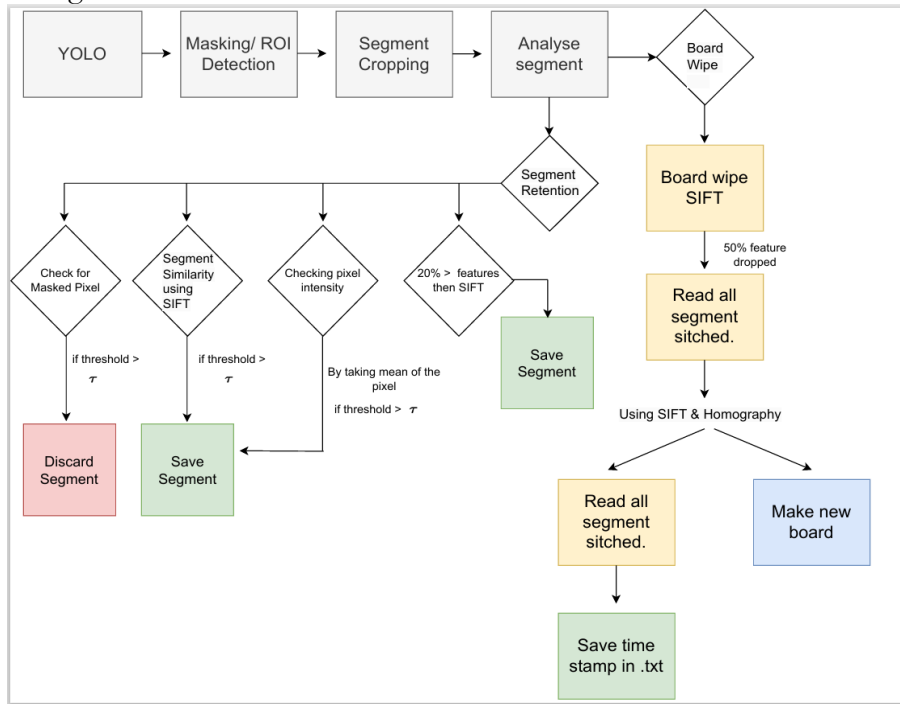 YOLO
Masking/ ROI
Detection
Segment
Cropping
Analyse
segment
Board
Wipe
Segment
Retention
Board wipe
SIFT
50% feature
dropped
Check for
Masked Pixel
Segment
Similarity
using
SIFT
Checking pixel
intensity
20% > features
then SIFT
Read all
segment
sitched.
if threshold >
τ
if threshold >
τ
By taking mean of the
pixel
if threshold > τ
Save
Segment
Using SIFT & Homography
Discard
Segment
Save
Segment
Read all
segment
sitched.
Make new
board
Save time
stamp in .txt